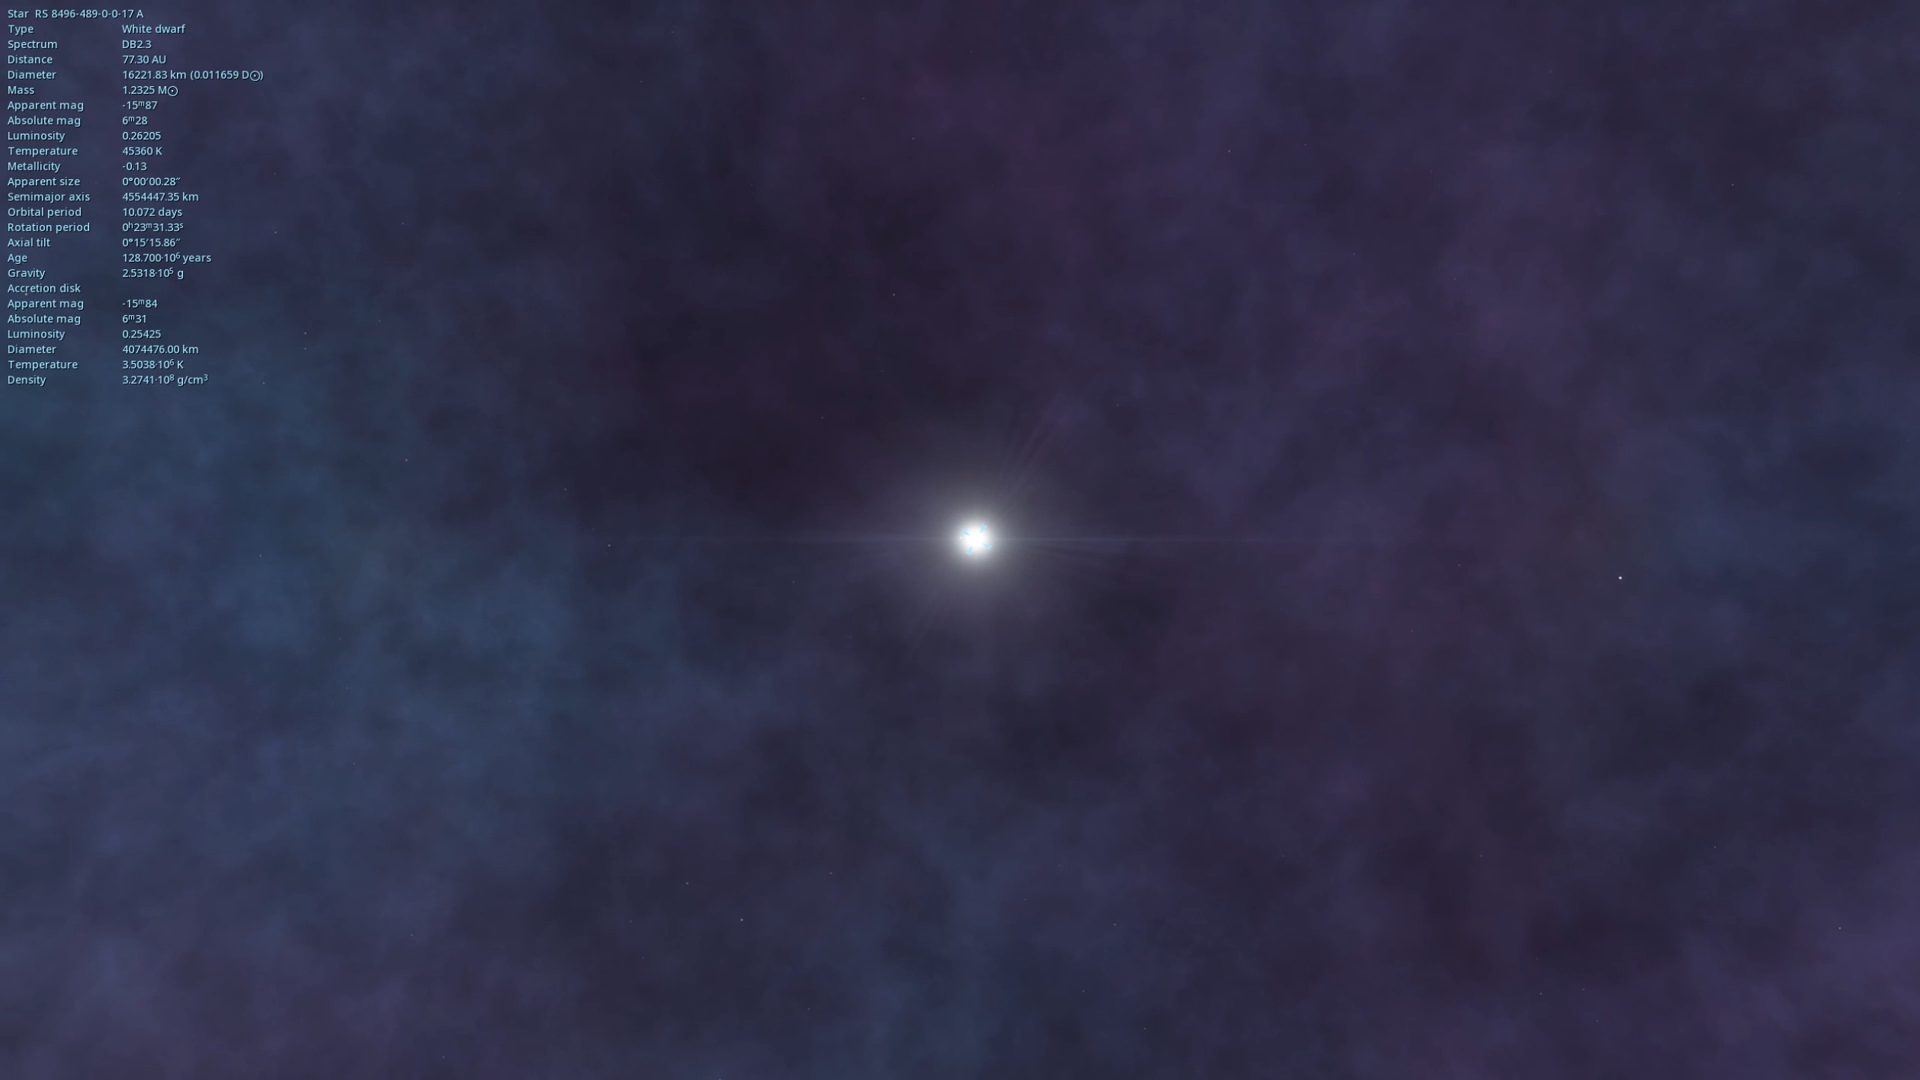 Star RS 8496-489-0-0-17 A
Type White dwarf
Spectrum DB2.3
Distance 77.30 AU
Diameter 16221.83 km (0.011659 D☉)
Mass 1.2325 M☉
Apparent mag -15ᵐ87
Absolute mag 6ᵐ28
Luminosity 0.26205
Temperature 45360 K
Metallicity -0.13
Apparent size 0°00′00.28″
Semimajor axis 4554447.35 km
Orbital period 10.072 days
Rotation period 0ʰ23ᵐ31.33ˢ
Axial tilt 0°15′15.86″
Age 128.700·10⁶ years
Gravity 2.5318·10⁵ g
Accretion disk
Apparent mag -15ᵐ84
Absolute mag 6ᵐ31
Luminosity 0.25425
Diameter 4074476.00 km
Temperature 3.5038·10⁶ K
Density 3.2741·10⁸ g/cm³